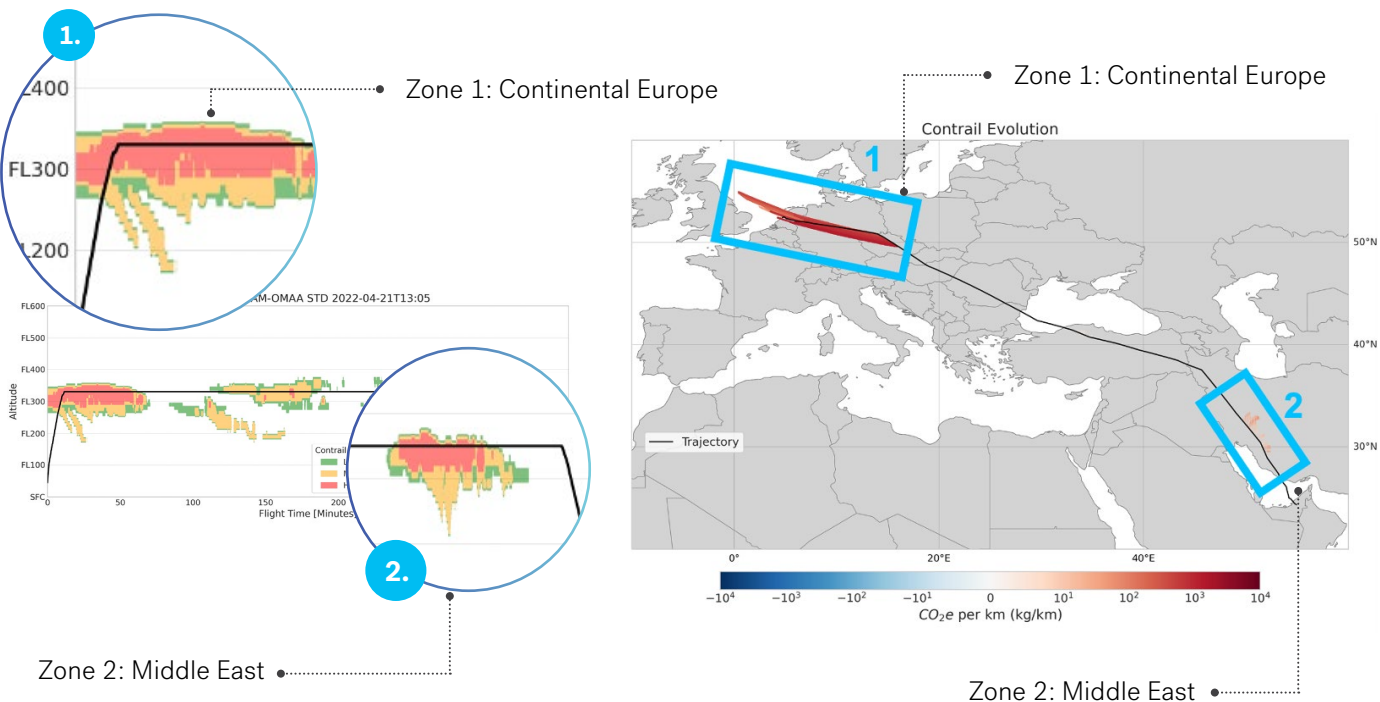 1.
FL300
Zone 1: Continental Europe
AM-OMAA STD 2022-04-21T13:05
Altitude
FL600
FL500
FL400
FL300
FL200
FL100
SFC
0
50
100
150
200
Flight Time [Minutes]
Contrail
2.
Zone 2: Middle East
Zone 1: Continental Europe
Contrail Evolution
1
2
Trajectory
50°N
40°N
30°N
0°
20°E
40°E
−10⁴
−10³
−10²
−10¹
0
10¹
10²
10³
10⁴
CO₂e per km (kg/km)
Zone 2: Middle East